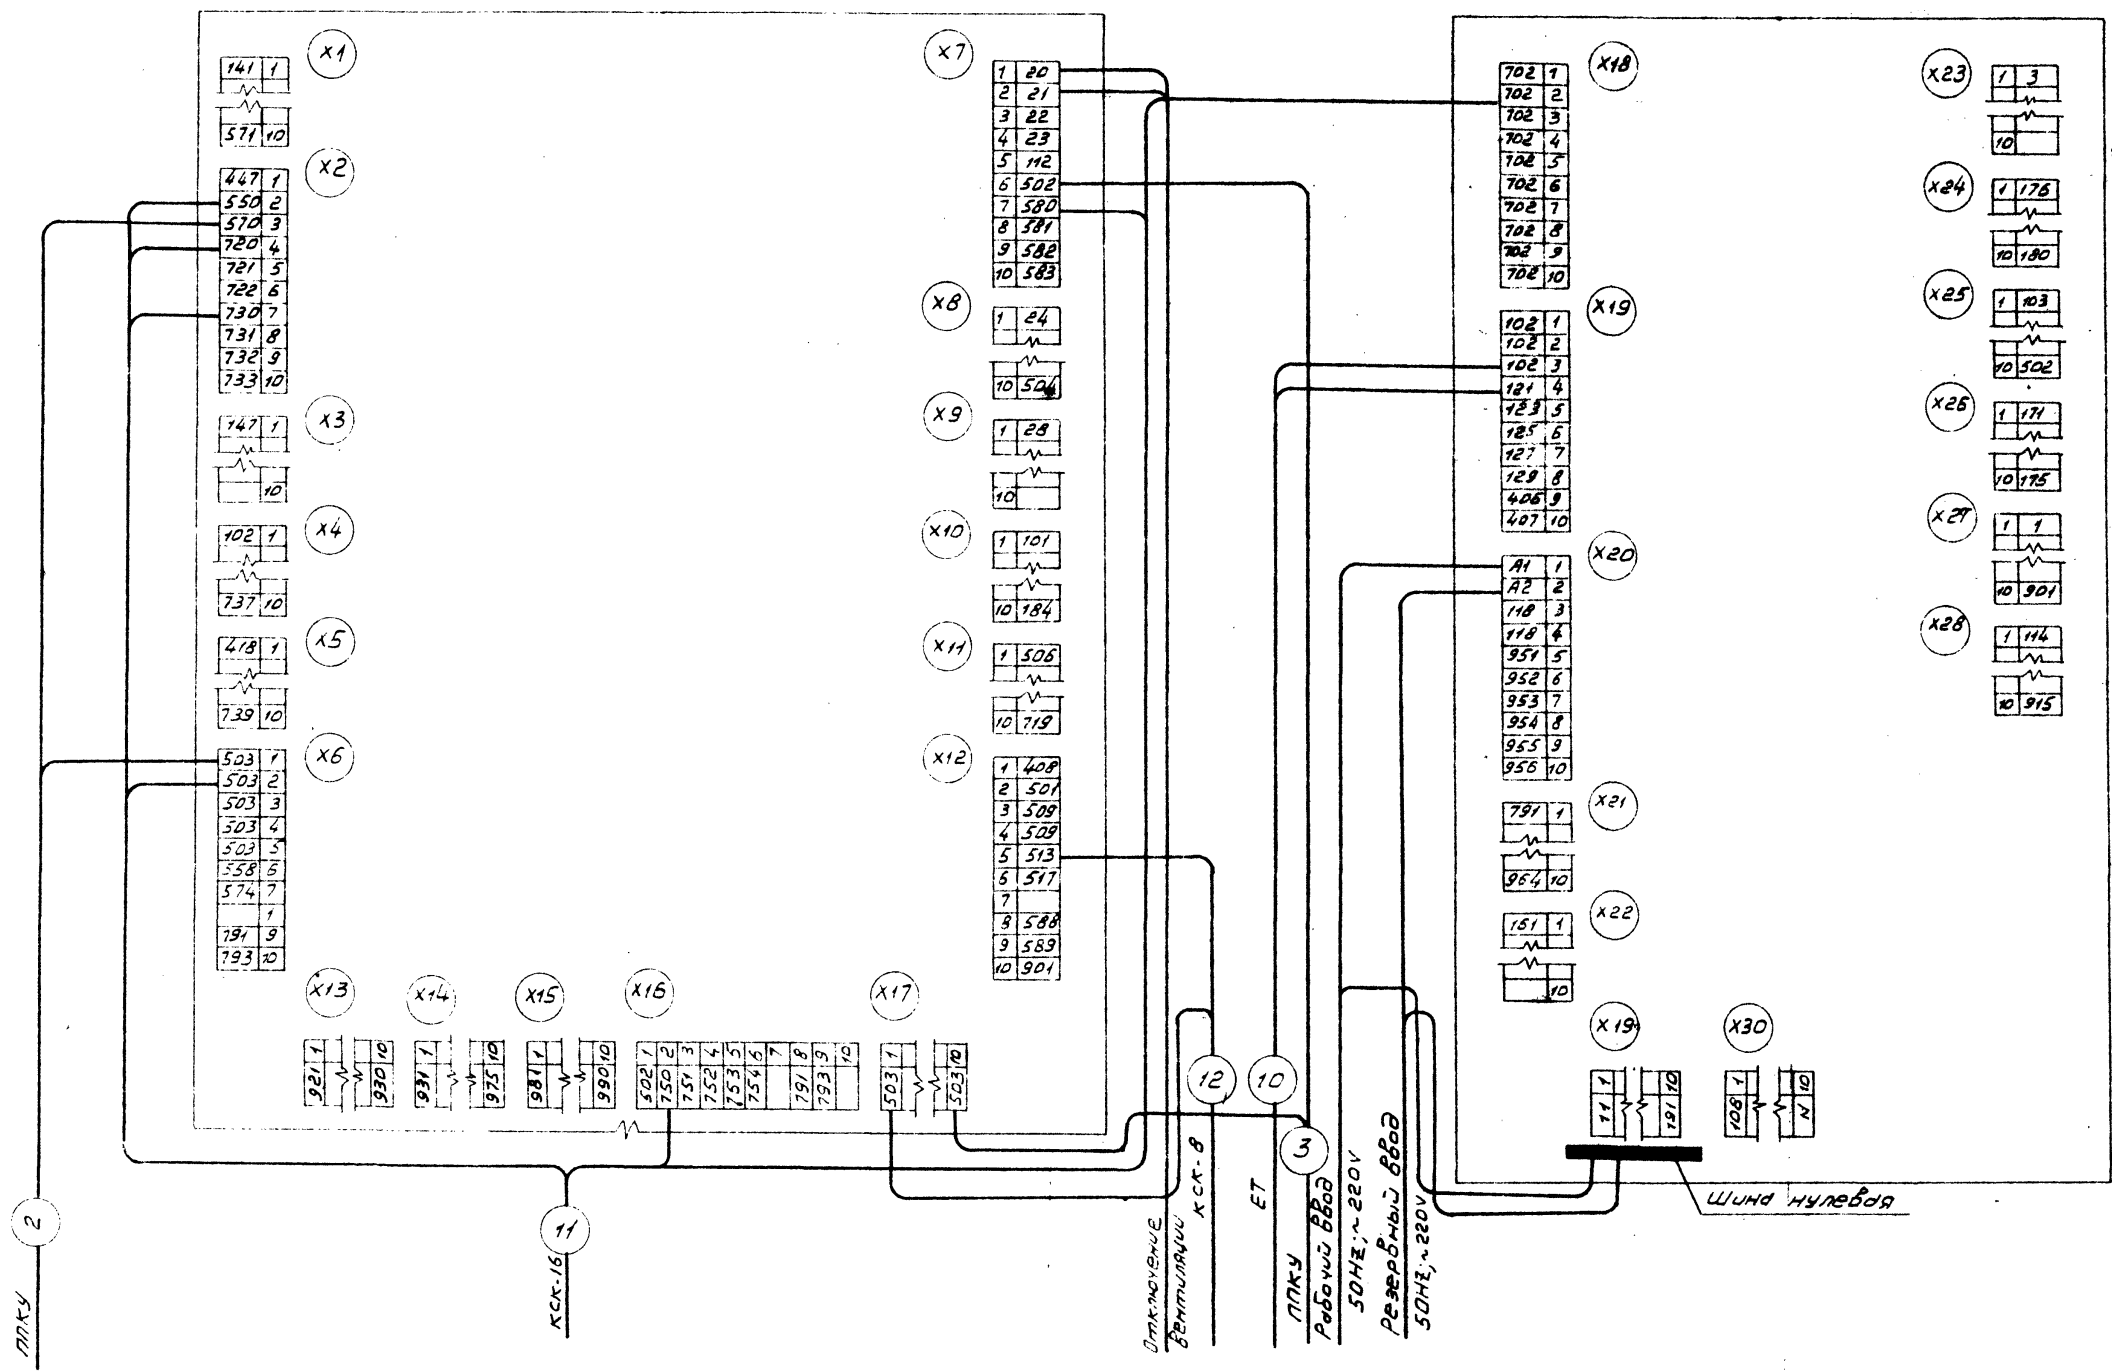 X1
141 1
571 10
X2
447 1
550 2
570 3
720 4
721 5
722 6
730 7
731 8
732 9
733 10
X3
147 1
10
X4
102 1
737 10
X5
418 1
739 10
X6
503 1
503 2
503 3
503 4
503 5
558 6
574 7
1
791 9
793 10
X7
1 20
2 21
3 22
4 23
5 112
6 502
7 580
8 581
9 582
10 583
X8
1 24
10 504
X9
1 28
10
X10
1 101
10 184
X11
1 506
10 719
X12
1 408
2 501
3 509
4 509
5 513
6 517
7
8 588
9 589
10 901
X13
921 1
930 10
X14
931 1
975 10
X15
981 1
990 10
X16
502 1
750 2
751 3
752 4
753 5
754 6
7
791 8
793 9
10
X17
503 1
503 10
X18
702 1
702 2
702 3
702 4
702 5
702 6
702 7
702 8
702 9
702 10
X19
102 1
102 2
102 3
121 4
123 5
125 6
127 7
129 8
406 9
407 10
X20
A1 1
A2 2
118 3
118 4
951 5
952 6
953 7
954 8
955 9
956 10
X21
791 1
964 10
X22
161 1
10
X23
1 3
10
X24
1 176
10 180
X25
1 103
10 502
X26
1 171
10 175
X27
1 1
10 901
X28
1 114
10 915
X19
11 1
191 10
X30
108 1
N 10
Шина нулевая
2
ППКУ
11
КСК-16
Отключение
вентиляции
12
КСК-8
10
ЕТ
3
ППКУ
Рабочий ввод
50Hz; ~220V
Резервный ввод
50Hz; ~220V